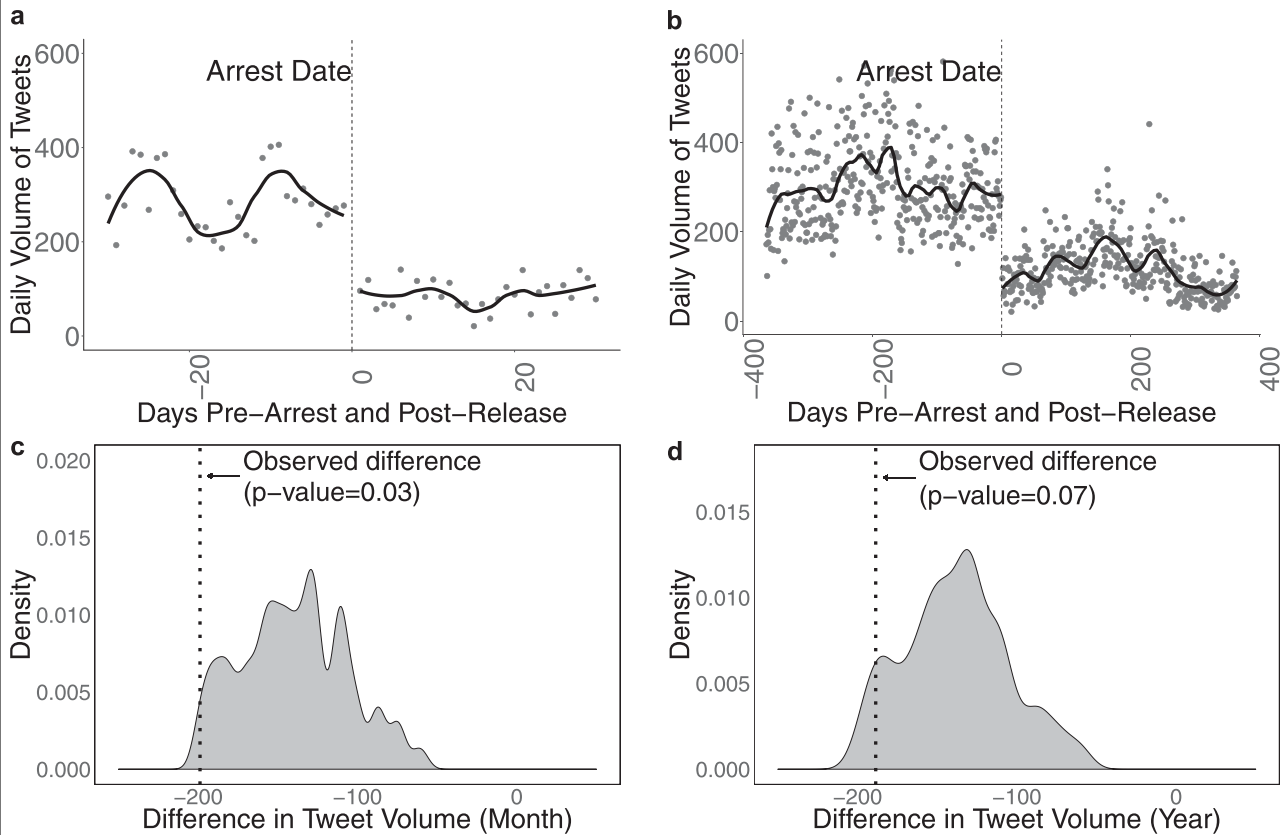 a
Daily Volume of Tweets
600
400
200
0
Arrest Date
−20
0
20
Days Pre−Arrest and Post−Release
b
Daily Volume of Tweets
600
400
200
0
Arrest Date
−400
−200
0
200
400
Days Pre−Arrest and Post−Release
c
Density
0.020
0.015
0.010
0.005
0.000
Observed difference
(p−value=0.03)
−200
−100
0
Difference in Tweet Volume (Month)
d
Density
0.015
0.010
0.005
0.000
Observed difference
(p−value=0.07)
−200
−100
0
Difference in Tweet Volume (Year)